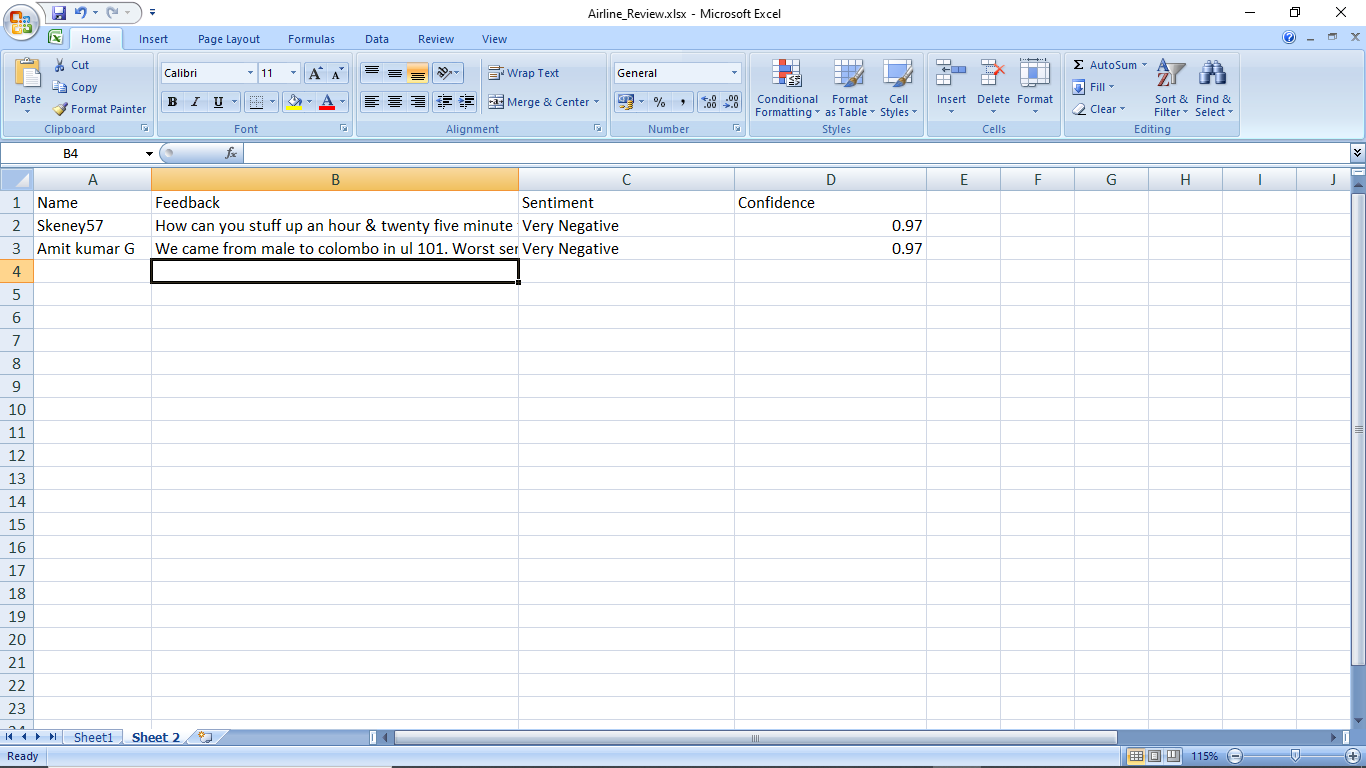 Airline_Review.xlsx - Microsoft Excel
Home Insert Page Layout Formulas Data Review View
Paste
Cut
Copy
Format Painter
Clipboard
Calibri 11
B I U
Font
Wrap Text
Merge & Center
Alignment
General
% ,
Number
Conditional Formatting
Format as Table
Cell Styles
Styles
Insert Delete Format
Cells
Σ AutoSum
Fill
Clear
Sort & Filter
Find & Select
Editing
B4 fx
A B C D E F G H I J
1 Name Feedback Sentiment Confidence
2 Skeney57 How can you stuff up an hour & twenty five minute Very Negative 0.97
3 Amit kumar G We came from male to colombo in ul 101. Worst ser Very Negative 0.97
4
5
6
7
8
9
10
11
12
13
14
15
16
17
18
19
20
21
22
23
Sheet1 Sheet 2
Ready 115%